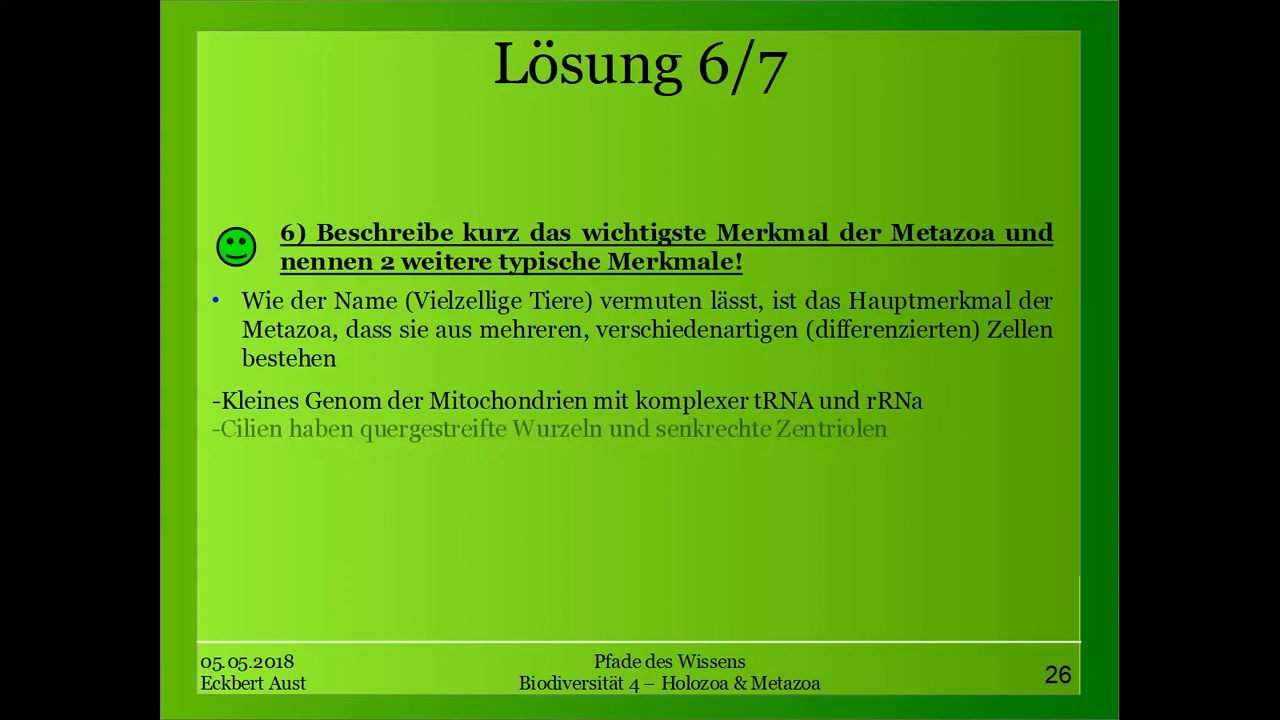 Lösung 6/7
6) Beschreibe kurz das wichtigste Merkmal der Metazoa und
nennen 2 weitere typische Merkmale!
• Wie der Name (Vielzellige Tiere) vermuten lässt, ist das Hauptmerkmal der
Metazoa, dass sie aus mehreren, verschiedenartigen (differenzierten) Zellen
bestehen
-Kleines Genom der Mitochondrien mit komplexer tRNA und rRNa
-Cilien haben quergestreifte Wurzeln und senkrechte Zentriolen
05.05.2018
Eckbert Aust
Pfade des Wissens
Biodiversität 4 – Holozoa & Metazoa
26